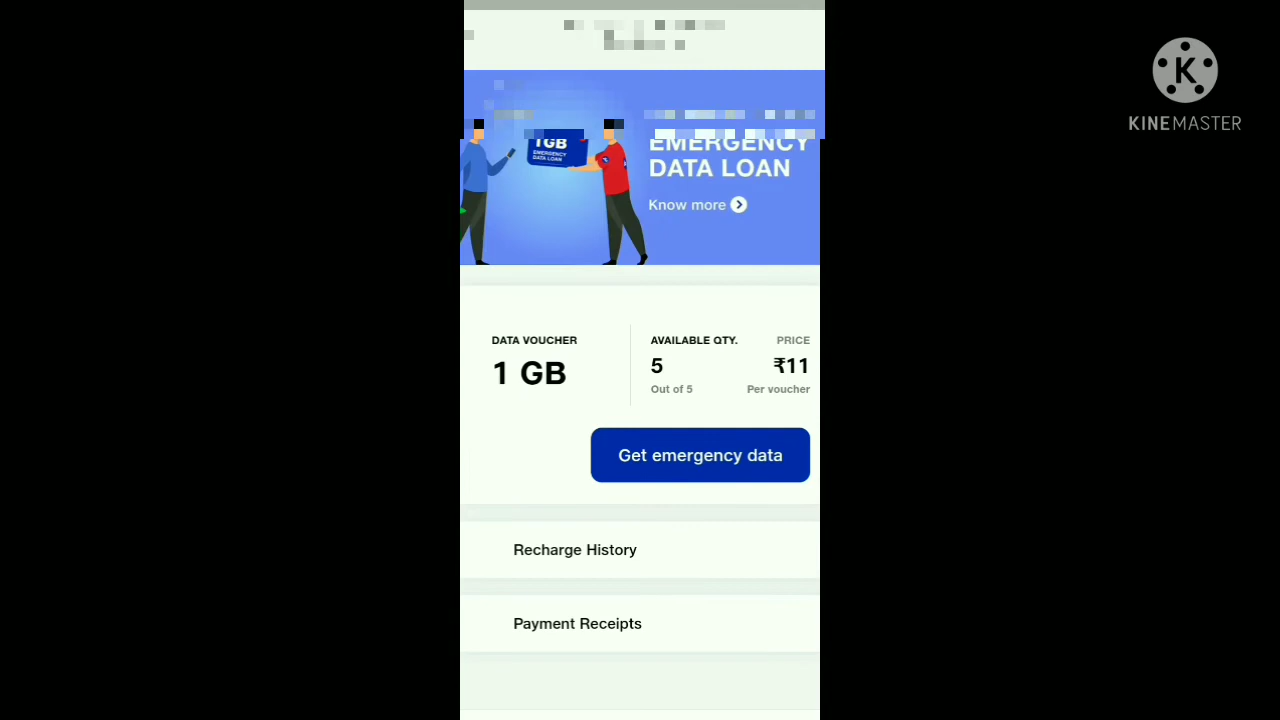 KINEMASTER
1GB
EMERGENCY
DATA LOAN
EMERGENCY
DATA LOAN
Know more
DATA VOUCHER
1 GB
AVAILABLE QTY.
5
Out of 5
PRICE
₹11
Per voucher
Get emergency data
Recharge History
Payment Receipts